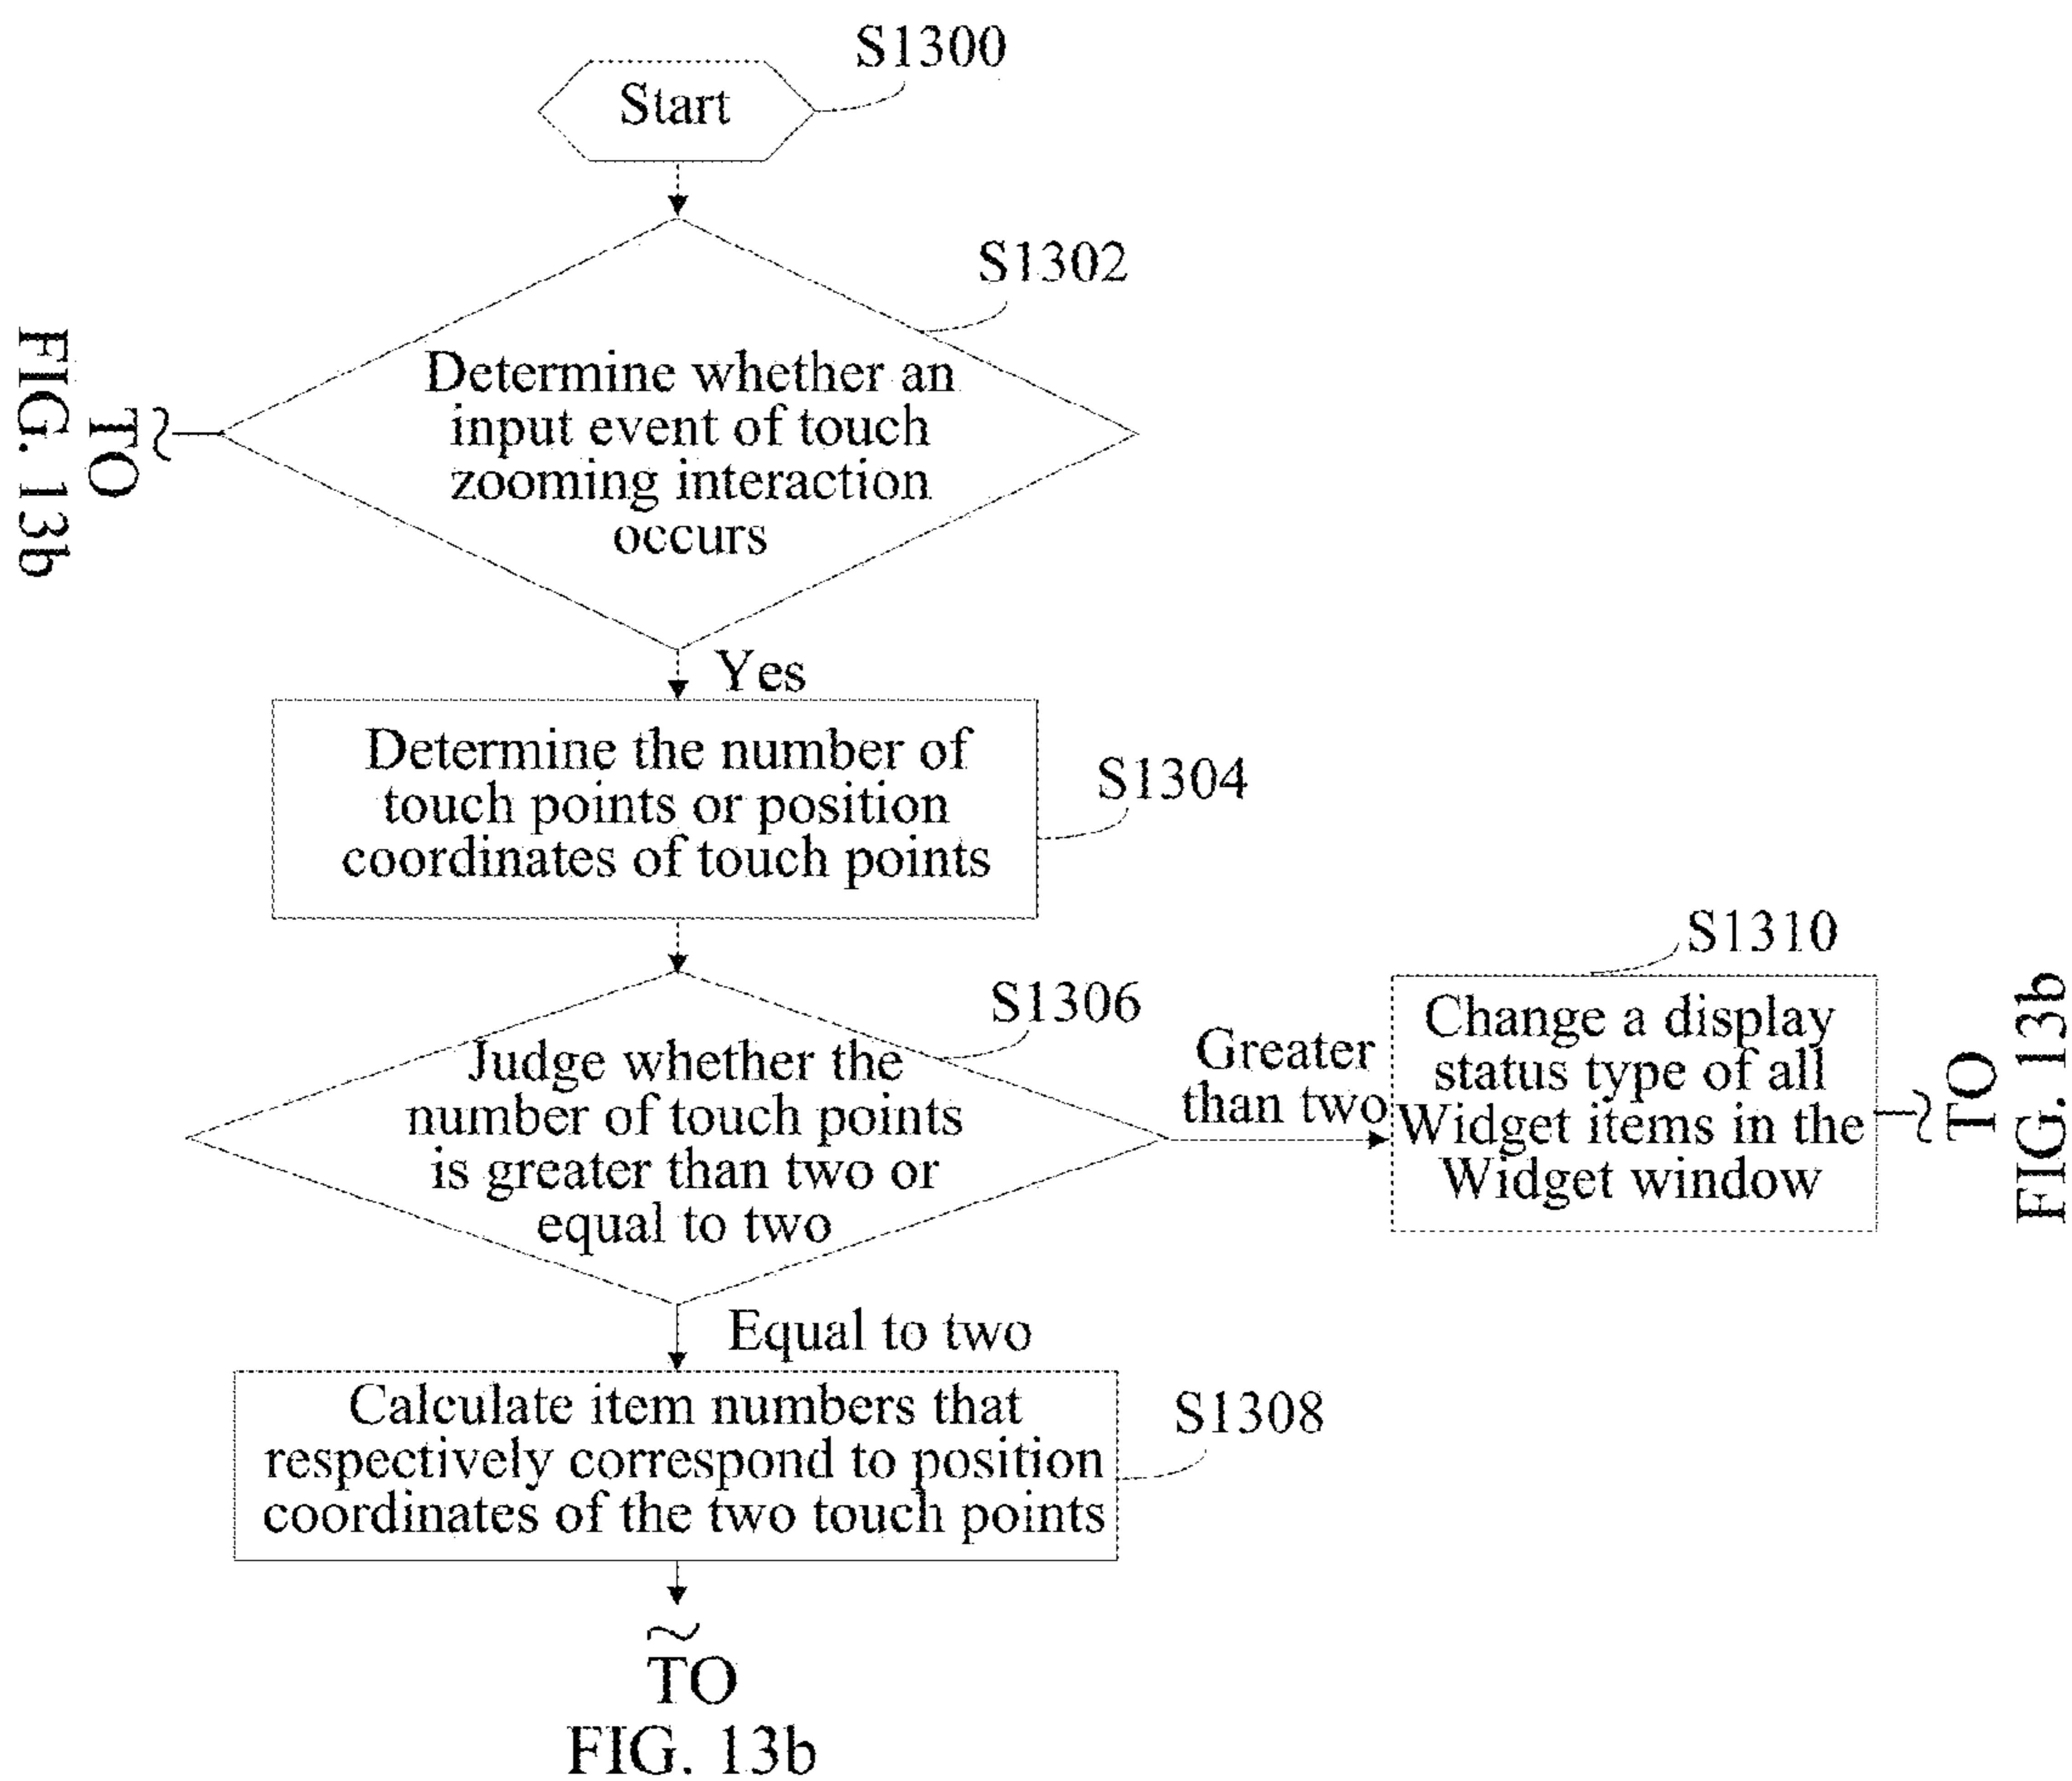 S1300
Start
S1302
Determine whether an
input event of touch
zooming interaction
occurs
TO
FIG. 13b
Yes
Determine the number of
touch points or position
coordinates of touch points
S1304
S1306
Judge whether the
number of touch points
is greater than two or
equal to two
Greater
than two
S1310
Change a display
status type of all
Widget items in the
Widget window
TO
FIG. 13b
Equal to two
Calculate item numbers that
respectively correspond to position
coordinates of the two touch points
S1308
TO
FIG. 13b